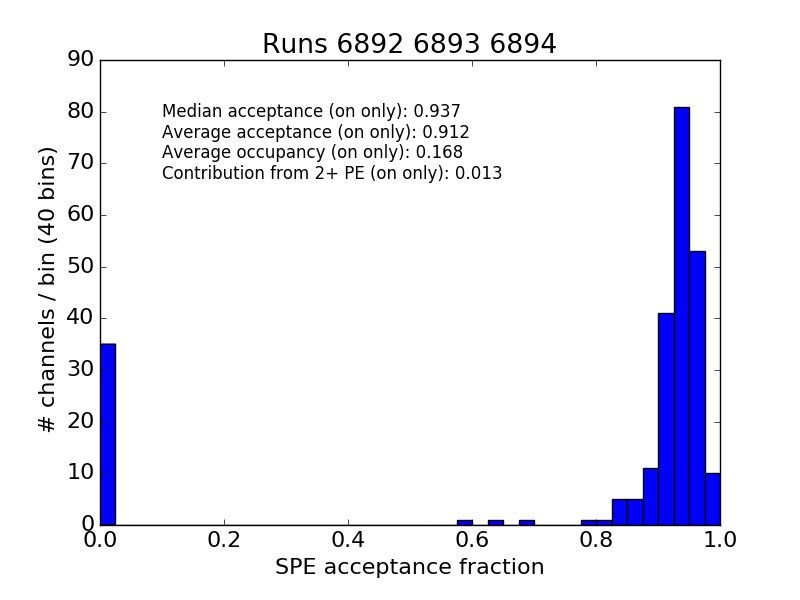 Runs 6892 6893 6894
90
80
70
60
50
40
30
20
10
0
# channels / bin (40 bins)
Median acceptance (on only): 0.937
Average acceptance (on only): 0.912
Average occupancy (on only): 0.168
Contribution from 2+ PE (on only): 0.013
0.0 0.2 0.4 0.6 0.8 1.0
SPE acceptance fraction